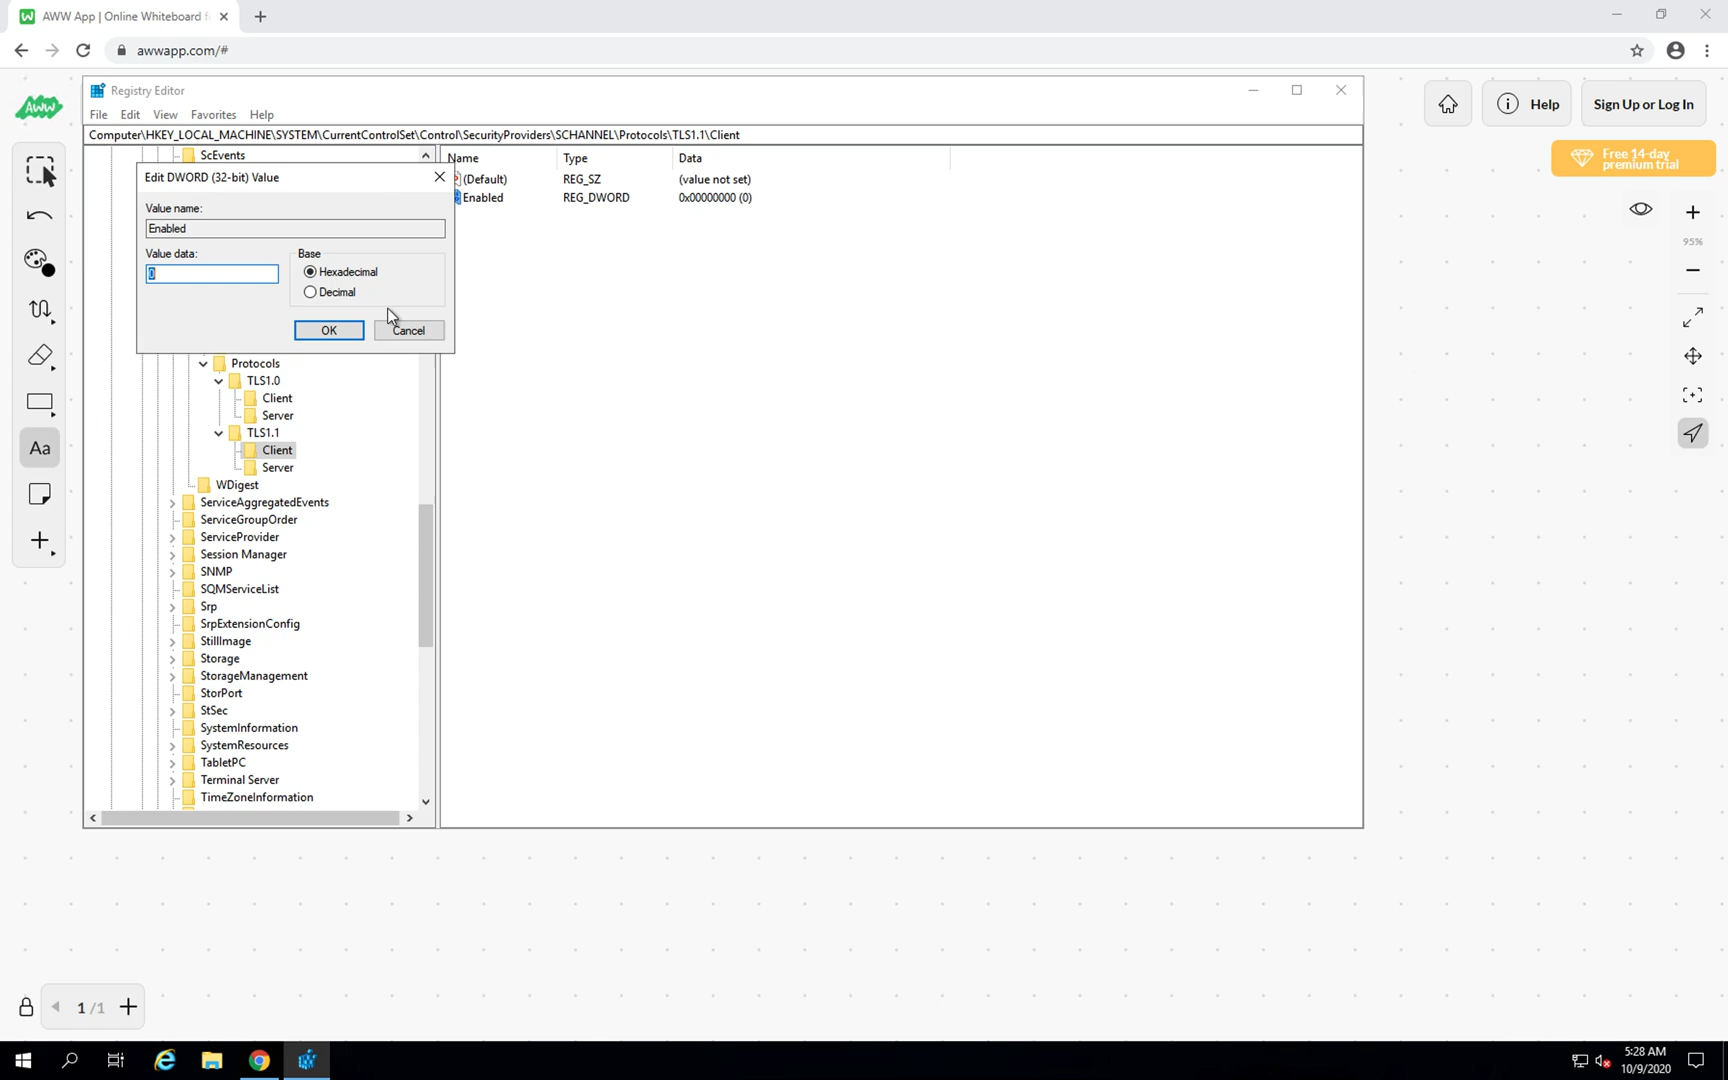 AWW App | Online Whiteboard f
awwapp.com/#
AWW
Registry Editor
File Edit View Favorites Help
Computer\HKEY_LOCAL_MACHINE\SYSTEM\CurrentControlSet\Control\SecurityProviders\SCHANNEL\Protocols\TLS1.1\Client
Help
Sign Up or Log In
Free 14-day
premium trial
95%
ScEvents
Name Type Data
(Default) REG_SZ (value not set)
Enabled REG_DWORD 0x00000000 (0)
Edit DWORD (32-bit) Value
Value name:
Enabled
Value data:
0
Base
Hexadecimal
Decimal
OK
Cancel
Protocols
TLS1.0
Client
Server
TLS1.1
Client
Server
WDigest
ServiceAggregatedEvents
ServiceGroupOrder
ServiceProvider
Session Manager
SNMP
SQMServiceList
Srp
SrpExtensionConfig
StillImage
Storage
StorageManagement
StorPort
StSec
SystemInformation
SystemResources
TabletPC
Terminal Server
TimeZoneInformation
Aa
1 /1
5:28 AM
10/9/2020